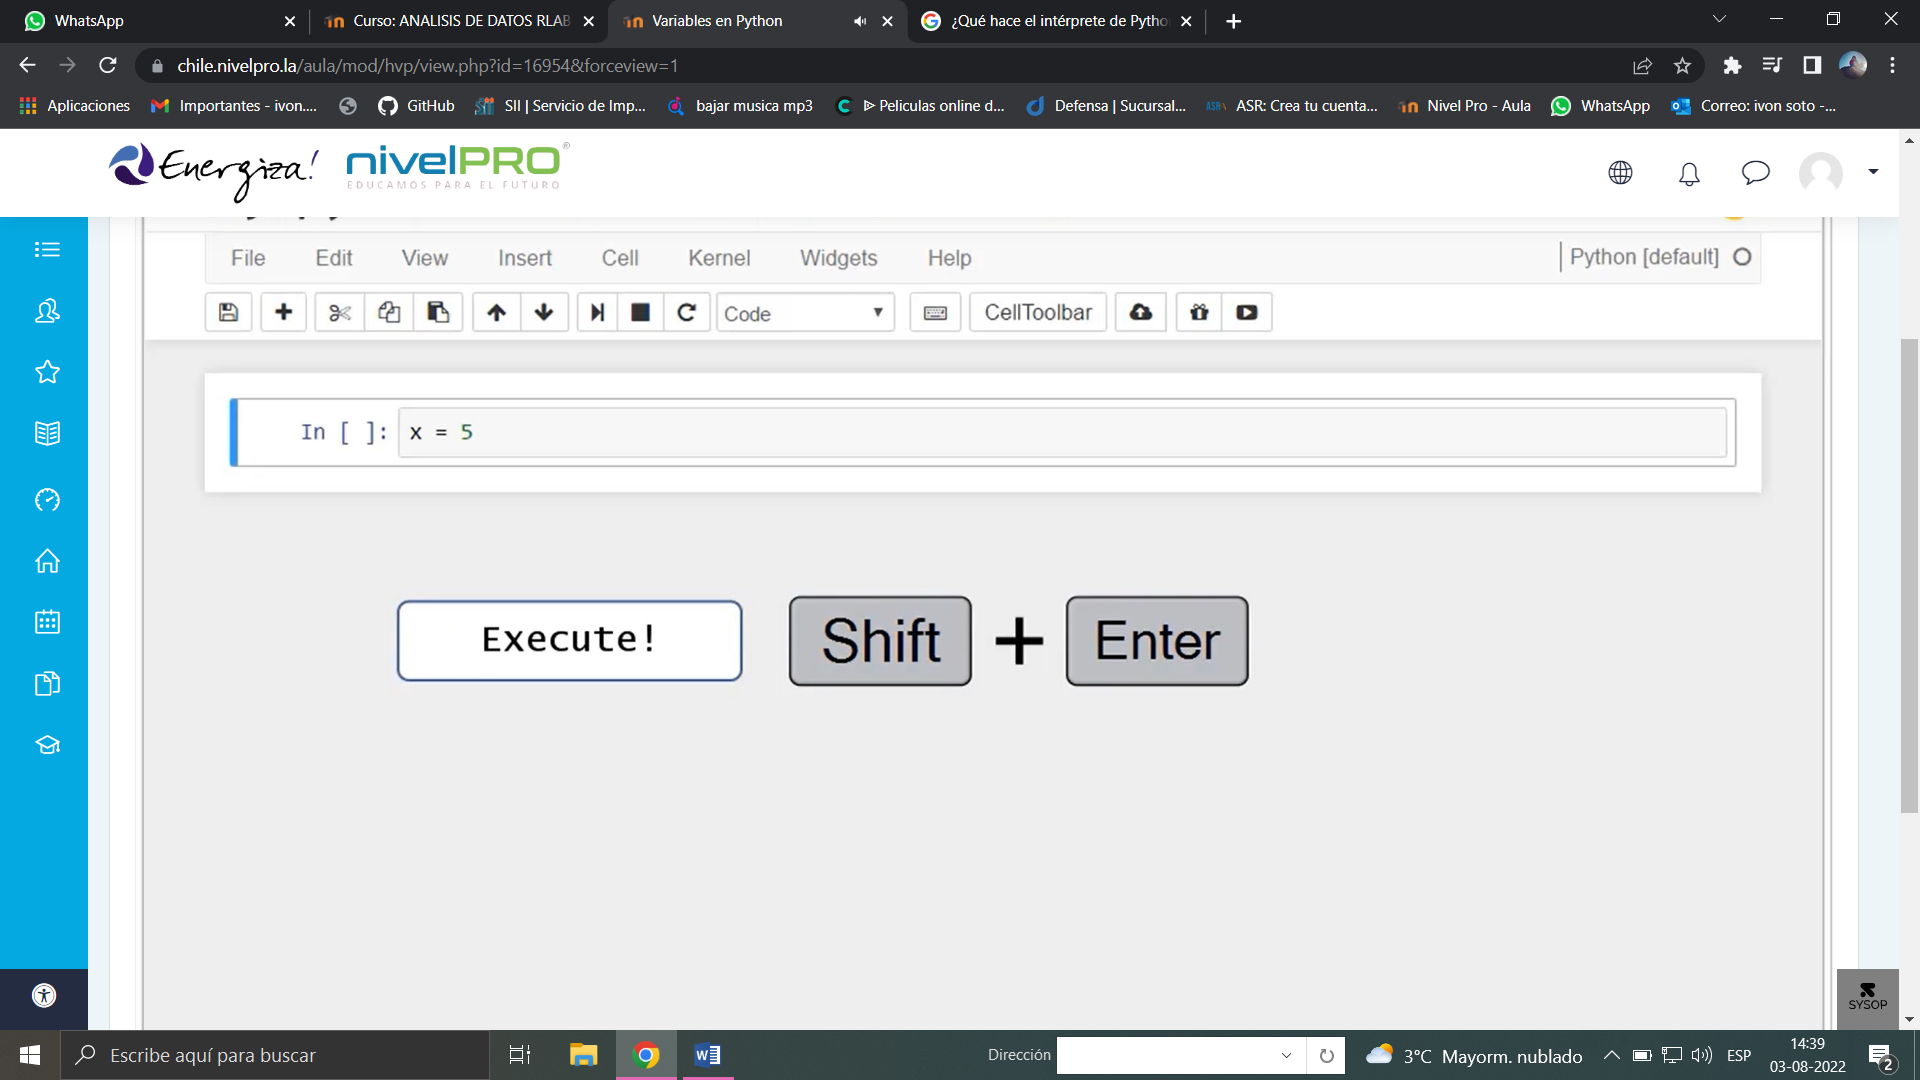 WhatsApp
Curso: ANALISIS DE DATOS RLAB
Variables en Python
¿Qué hace el intérprete de Pytho
chile.nivelpro.la/aula/mod/hvp/view.php?id=16954&forceview=1
Aplicaciones
Importantes - ivon....
GitHub
SII | Servicio de Imp...
bajar musica mp3
Peliculas online d...
Defensa | Sucursal...
ASR: Crea tu cuenta...
Nivel Pro - Aula
WhatsApp
Correo: ivon soto -...
Energiza!
nivelPRO®
EDUCAMOS PARA EL FUTURO
File Edit View Insert Cell Kernel Widgets Help
Python [default]
Code
CellToolbar
In [ ]: x = 5
Execute! Shift + Enter
SYSOP
Escribe aquí para buscar
Dirección
3°C Mayorm. nublado
ESP
14:39
03-08-2022
2